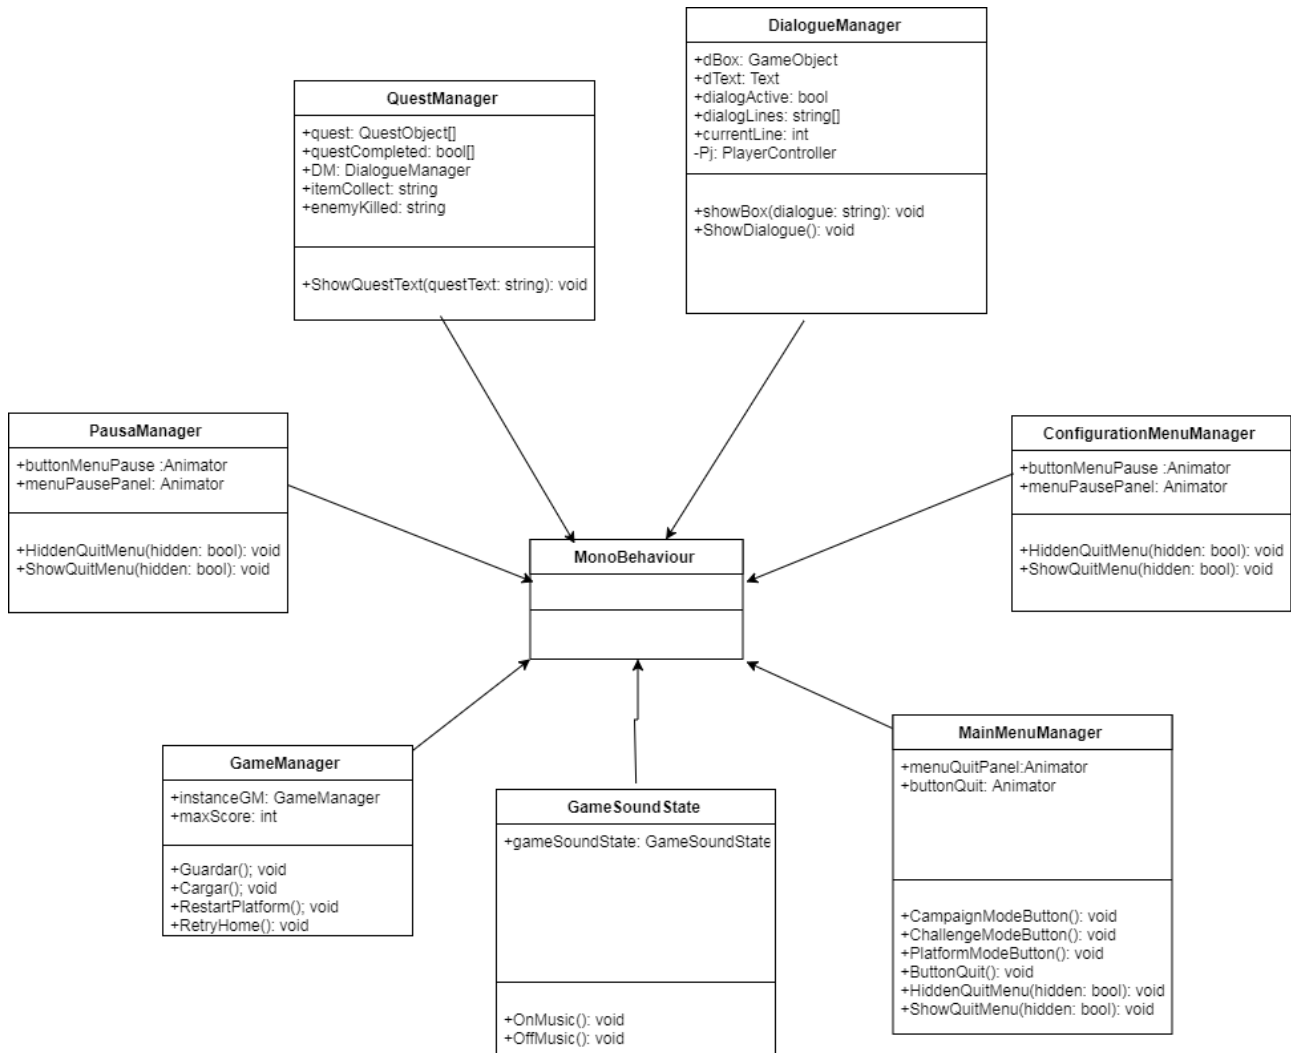 DialogueManager
+dBox: GameObject
+dText: Text
+dialogActive: bool
+dialogLines: string[]
+currentLine: int
-Pj: PlayerController
+showBox(dialogue: string): void
+ShowDialogue(): void
QuestManager
+quest: QuestObject[]
+questCompleted: bool[]
+DM: DialogueManager
+itemCollect: string
+enemyKilled: string
+ShowQuestText(questText: string): void
PausaManager
+buttonMenuPause :Animator
+menuPausePanel: Animator
+HiddenQuitMenu(hidden: bool): void
+ShowQuitMenu(hidden: bool): void
ConfigurationMenuManager
+buttonMenuPause :Animator
+menuPausePanel: Animator
+HiddenQuitMenu(hidden: bool): void
+ShowQuitMenu(hidden: bool): void
MonoBehaviour
GameManager
+instanceGM: GameManager
+maxScore: int
+Guardar(); void
+Cargar(); void
+RestartPlatform(); void
+RetryHome(): void
GameSoundState
+gameSoundState: GameSoundState
+OnMusic(): void
+OffMusic(): void
MainMenuManager
+menuQuitPanel:Animator
+buttonQuit: Animator
+CampaignModeButton(): void
+ChallengeModeButton(): void
+PlatformModeButton(): void
+ButtonQuit(): void
+HiddenQuitMenu(hidden: bool): void
+ShowQuitMenu(hidden: bool): void